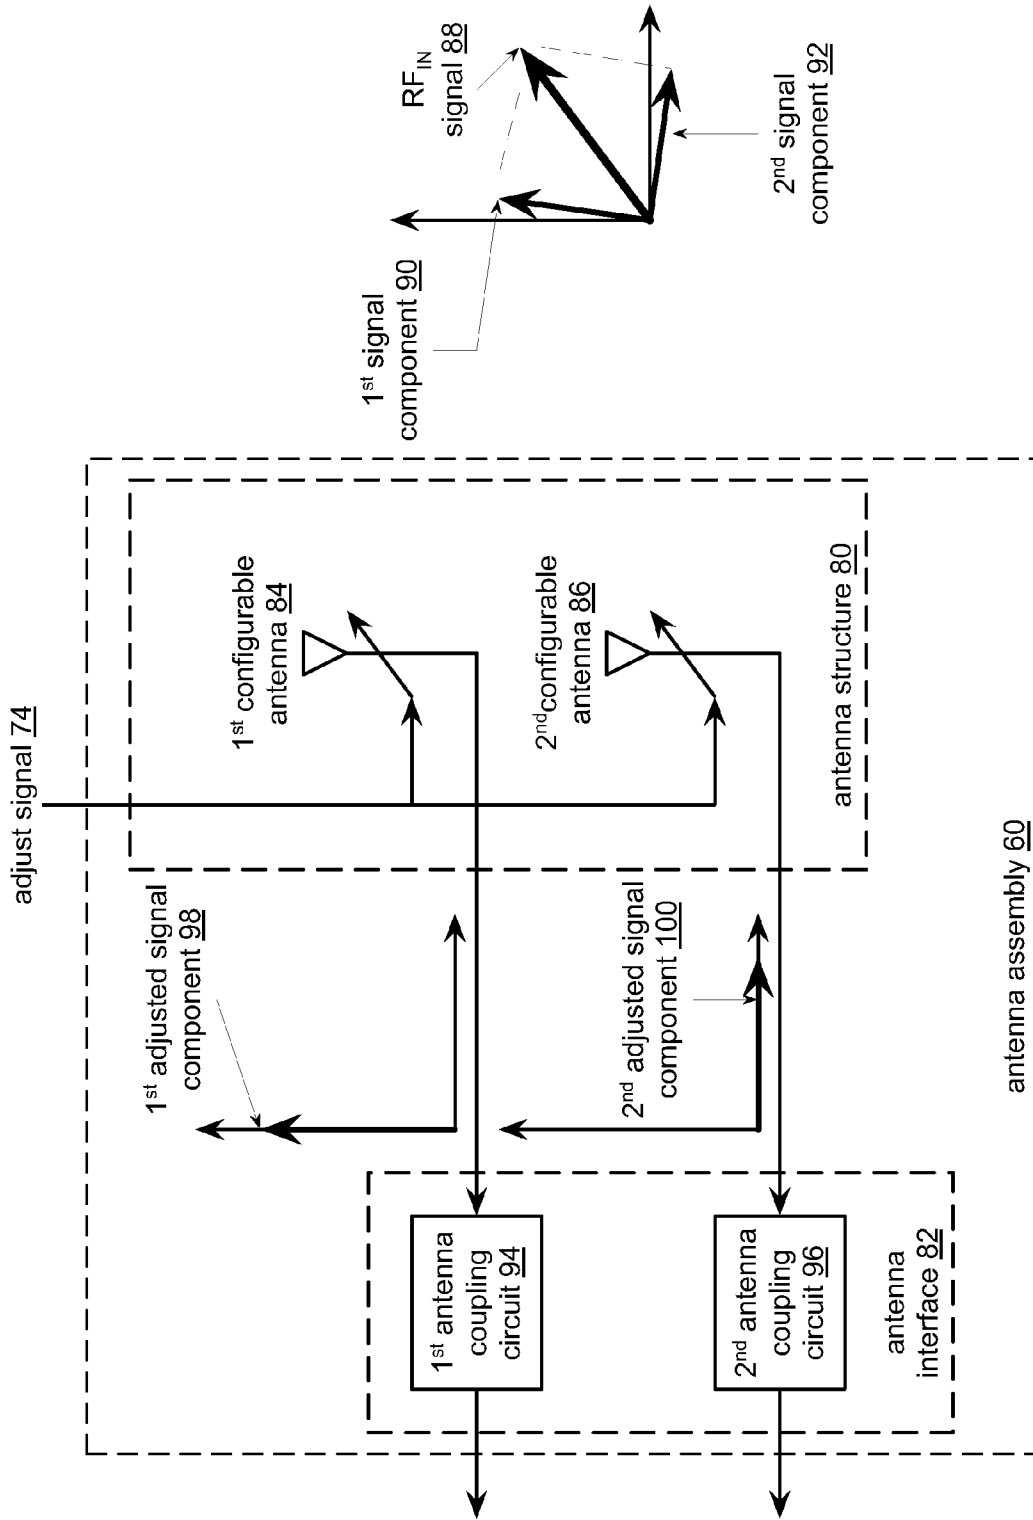 adjust signal 74
1st adjusted signal
component 98
1st configurable
antenna 84
1st signal
component 90
RFIN
signal 88
2nd signal
component 92
2nd adjusted signal
component 100
2ndconfigurable
antenna 86
1st antenna
coupling
circuit 94
2nd antenna
coupling
circuit 96
antenna
interface 82
antenna structure 80
antenna assembly 60